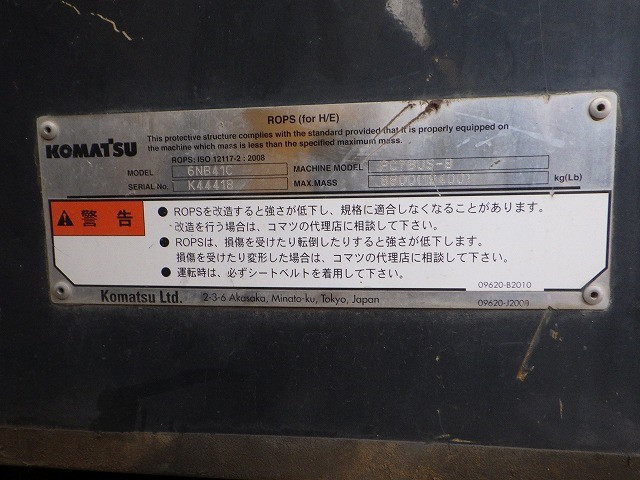 ROPS (for H/E)
KOMATSU
This protective structure complies with the standard provided that it is properly equipped on
the machine which mass is less than the specified maximum mass.
ROPS: ISO 12117-2 : 2008
MODEL 6NB41C MACHINE MODEL
SERIAL No. K44418 MAX.MASS kg(Lb)
警告
● ROPSを改造すると強さが低下し、規格に適合しなくなることがあります。
改造を行う場合は、コマツの代理店に相談して下さい。
● ROPSは、損傷を受けたり転倒したりすると強さが低下します。
損傷を受けたり変形した場合は、コマツの代理店に相談して下さい。
● 運転時は、必ずシートベルトを着用して下さい。
09620-B2010
Komatsu Ltd. 2-3-6 Akasaka, Minato-ku, Tokyo, Japan
09620-J2000